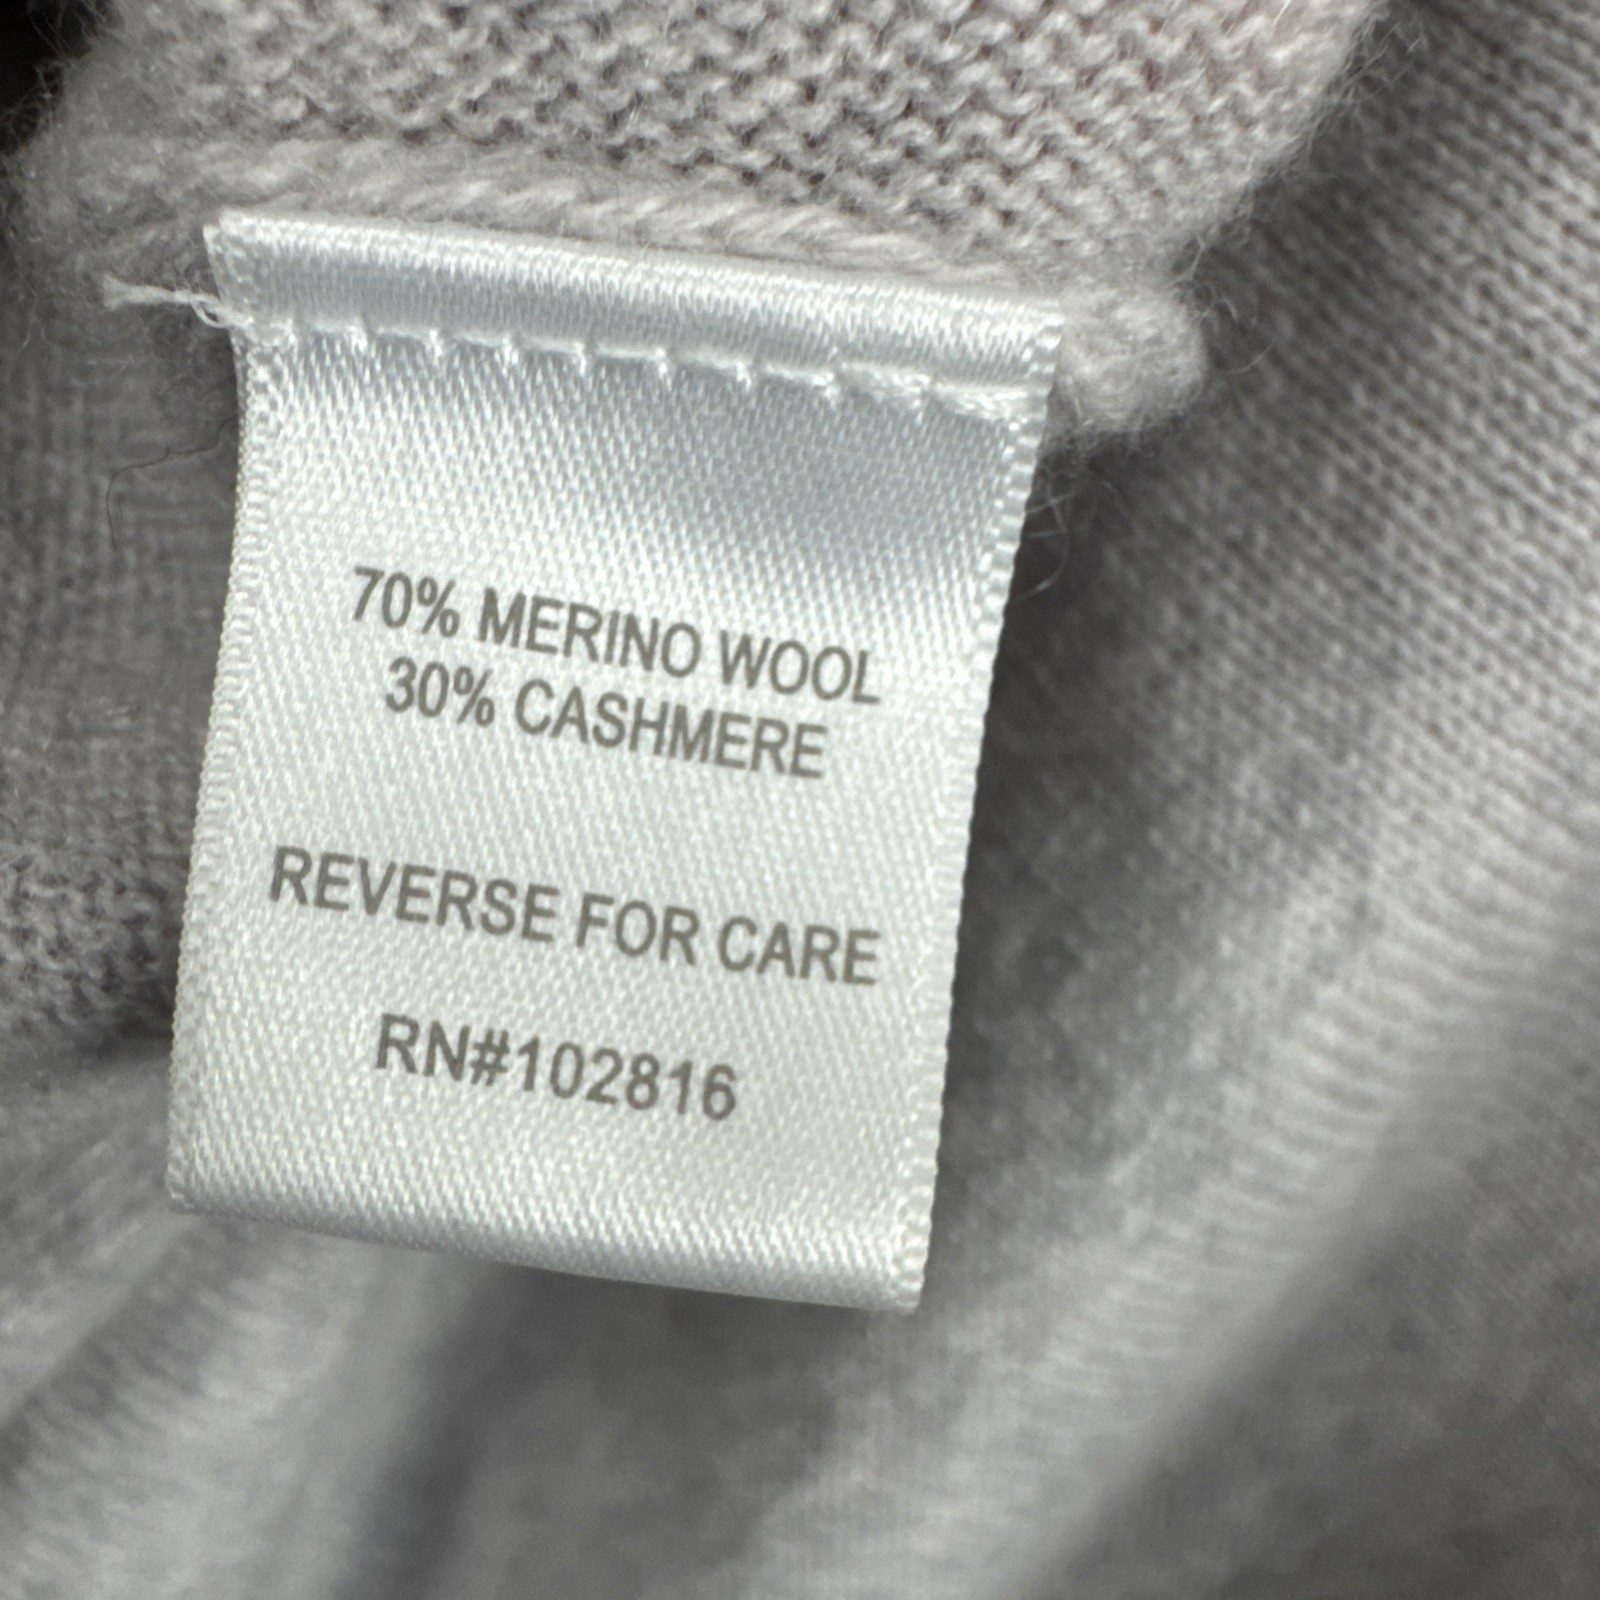 70% MERINO WOOL
30% CASHMERE
REVERSE FOR CARE
RN#102816